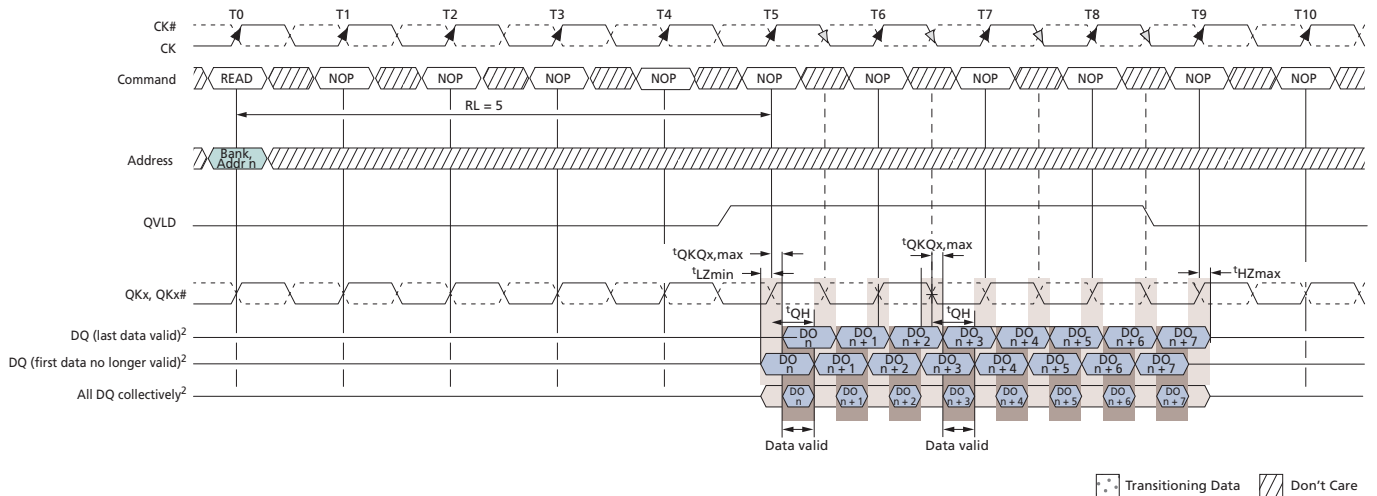 T0 T1 T2 T3 T4 T5 T6 T7 T8 T9 T10
CK#
CK
Command READ NOP NOP NOP NOP NOP NOP NOP NOP NOP NOP
RL = 5
Address Bank, Addr n
QVLD
tQKQx,max tQKQx,max
tLZmin tHZmax
QKx, QKx#
tQH tQH
DQ (last data valid)2 DO n DO n + 1 DO n + 2 DO n + 3 DO n + 4 DO n + 5 DO n + 6 DO n + 7
DQ (first data no longer valid)2 DO n DO n + 1 DO n + 2 DO n + 3 DO n + 4 DO n + 5 DO n + 6 DO n + 7
All DQ collectively2 DO n DO n + 1 DO n + 2 DO n + 3 DO n + 4 DO n + 5 DO n + 6 DO n + 7
Data valid Data valid
Transitioning Data Don't Care